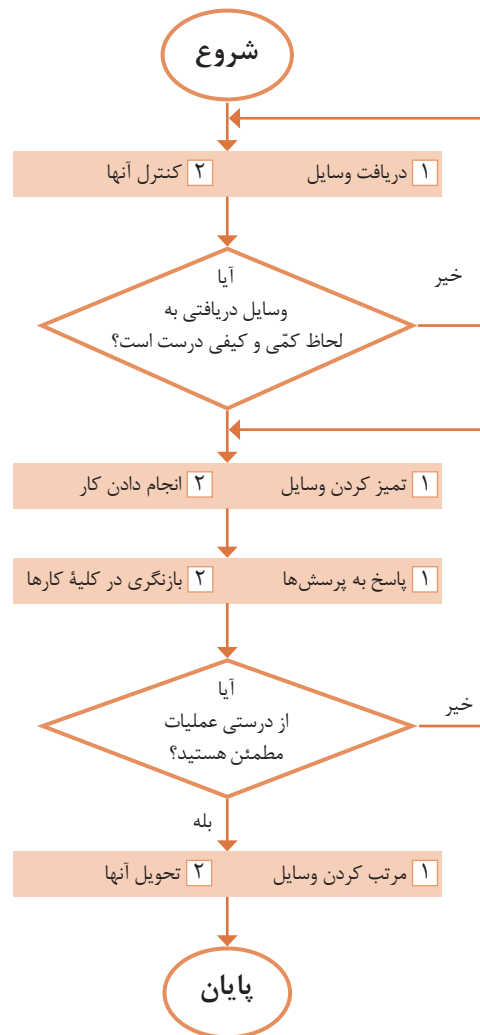 شروع
۱ دریافت وسایل ۲ کنترل آنها
آیا
وسایل دریافتی به
لحاظ کمّی و کیفی درست است؟
خیر
۱ تمیز کردن وسایل ۲ انجام دادن کار
۱ پاسخ به پرسش‌ها ۲ بازنگری در کلیهٔ کارها
آیا
از درستی عملیات
مطمئن هستید؟
خیر
بله
۱ مرتب کردن وسایل ۲ تحویل آنها
پایان